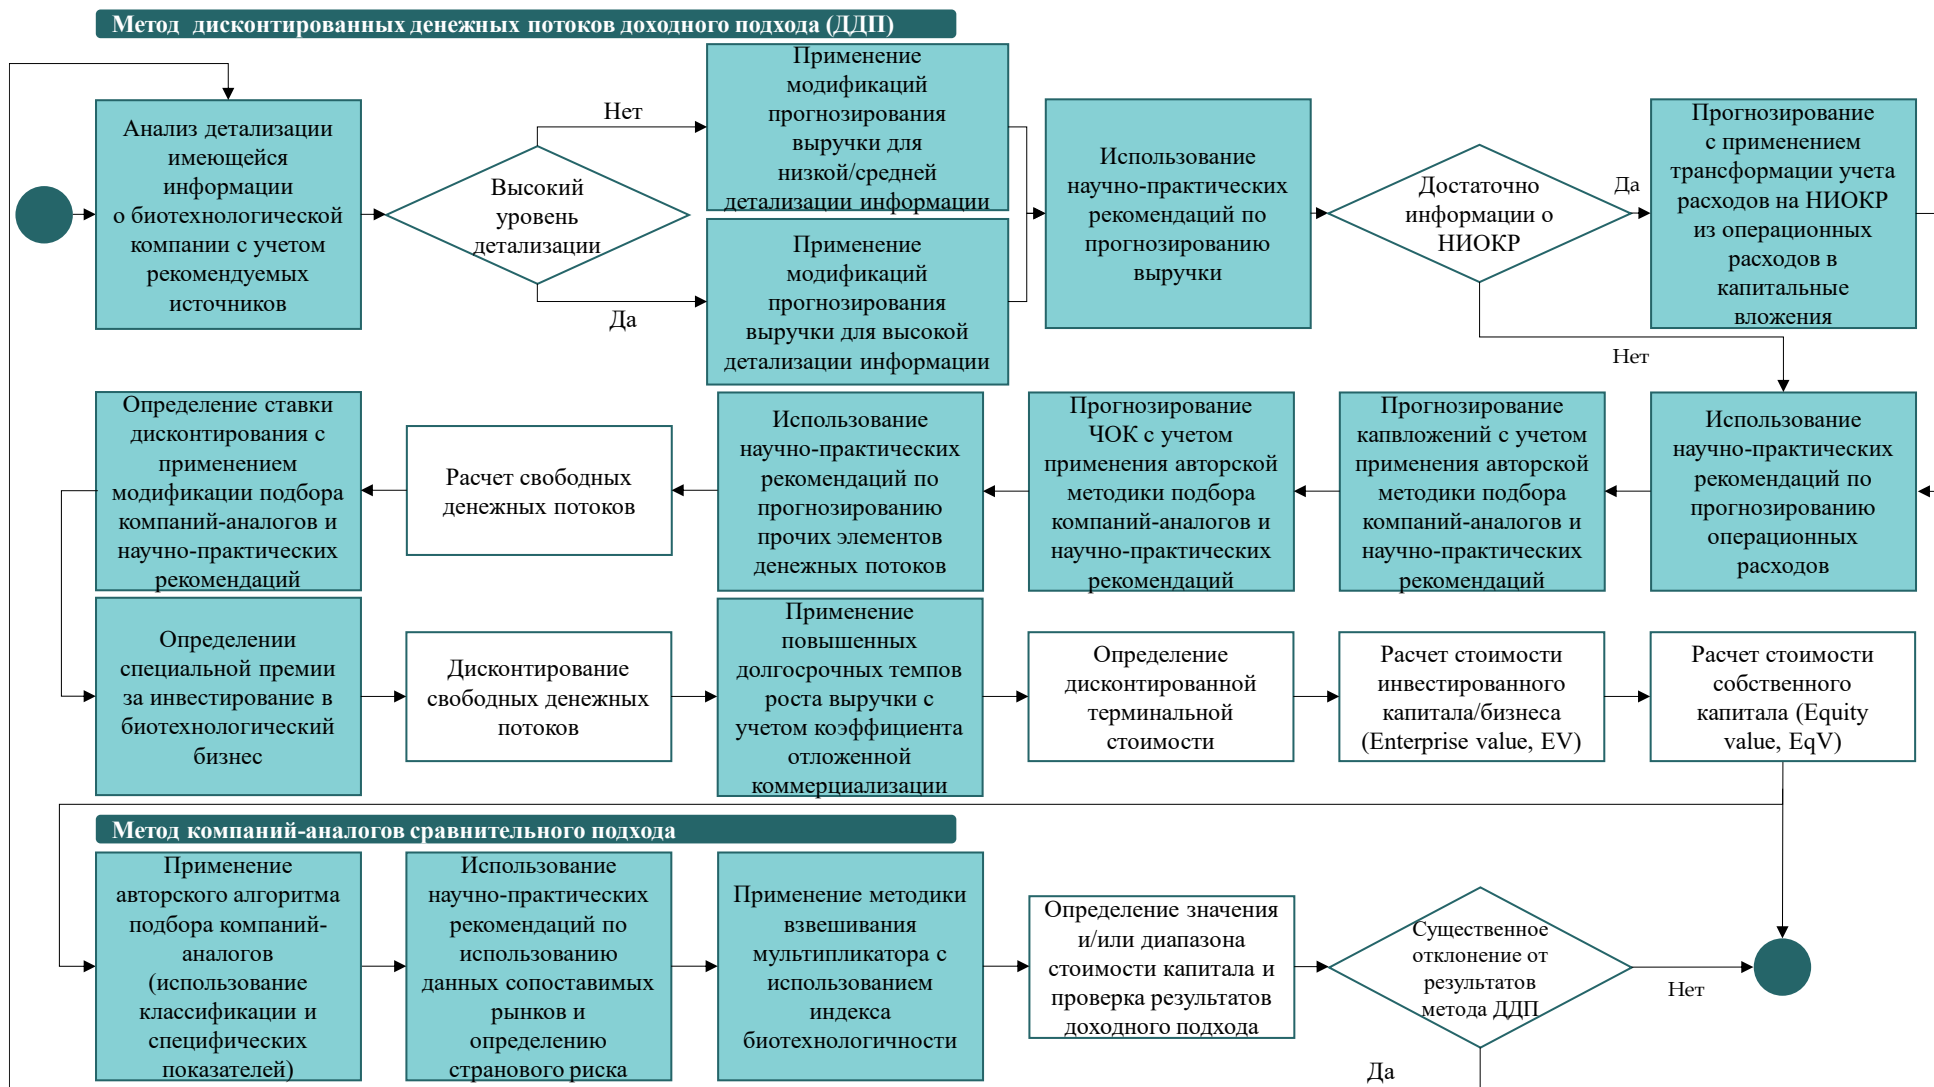 Метод дисконтированных денежных потоков доходного подхода (ДДП)
Анализ детализации
имеющейся
информации
о биотехнологической
компании с учетом
рекомендуемых
источников
Высокий
уровень
детализации
Нет
Да
Применение
модификаций
прогнозирования
выручки для
низкой/средней
детализации информации
Применение
модификаций
прогнозирования
выручки для высокой
детализации информации
Использование
научно-практических
рекомендаций по
прогнозированию
выручки
Достаточно
информации о
НИОКР
Да
Нет
Прогнозирование
с применением
трансформации учета
расходов на НИОКР
из операционных
расходов в
капитальные
вложения
Использование
научно-практических
рекомендаций по
прогнозированию
операционных
расходов
Прогнозирование
капвложений с учетом
применения авторской
методики подбора
компаний-аналогов и
научно-практических
рекомендаций
Прогнозирование
ЧОК с учетом
применения авторской
методики подбора
компаний-аналогов и
научно-практических
рекомендаций
Использование
научно-практических
рекомендаций по
прогнозированию
прочих элементов
денежных потоков
Расчет свободных
денежных потоков
Определение ставки
дисконтирования с
применением
модификации подбора
компаний-аналогов и
научно-практических
рекомендаций
Определении
специальной премии
за инвестирование в
биотехнологический
бизнес
Дисконтирование
свободных денежных
потоков
Применение
повышенных
долгосрочных темпов
роста выручки с
учетом коэффициента
отложенной
коммерциализации
Определение
дисконтированной
терминальной
стоимости
Расчет стоимости
инвестированного
капитала/бизнеса
(Enterprise value, EV)
Расчет стоимости
собственного
капитала (Equity
value, EqV)
Метод компаний-аналогов сравнительного подхода
Применение
авторского алгоритма
подбора компаний-
аналогов
(использование
классификации и
специфических
показателей)
Использование
научно-практических
рекомендаций по
использованию
данных сопоставимых
рынков и
определению
странового риска
Применение методики
взвешивания
мультипликатора с
использованием
индекса
биотехнологичности
Определение значения
и/или диапазона
стоимости капитала и
проверка результатов
доходного подхода
Существенное
отклонение от
результатов
метода ДДП
Нет
Да